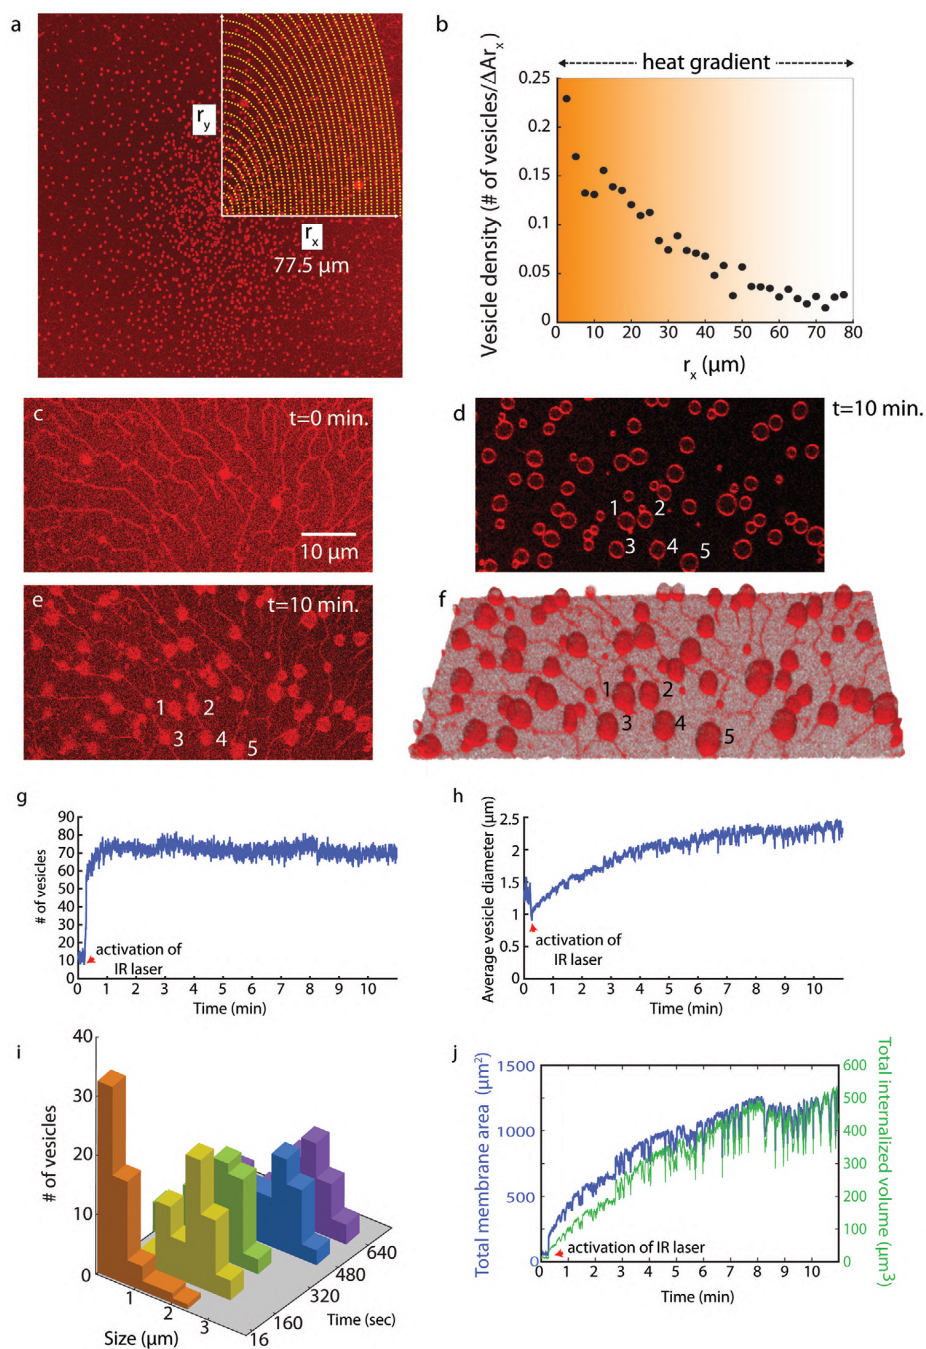 a
r_y
r_x
77.5 µm
b
heat gradient
Vesicle density (# of vesicles/ΔAr_x)
0.25
0.2
0.15
0.1
0.05
0
10 20 30 40 50 60 70 80
r_x (µm)
c
t=0 min.
10 µm
d
t=10 min.
1 2
3 4 5
e
t=10 min.
1 2
3 4 5
f
1 2
3 4 5
g
# of vesicles
90
80
70
60
50
40
30
20
10
0
activation of
IR laser
0 1 2 3 4 5 6 7 8 9 10
Time (min)
h
Average vesicle diameter (µm)
2.5
2
1.5
1
0.5
0
activation of
IR laser
0 1 2 3 4 5 6 7 8 9 10
Time (min)
i
# of vesicles
40
30
20
10
0
1
2
3
Size (µm)
16
160
320
480
640
Time (sec)
j
Total membrane area (µm²)
1500
1000
500
0
Total internalized volume (µm³)
600
500
400
300
200
100
0
activation of IR laser
0 1 2 3 4 5 6 7 8 9 10
Time (min)